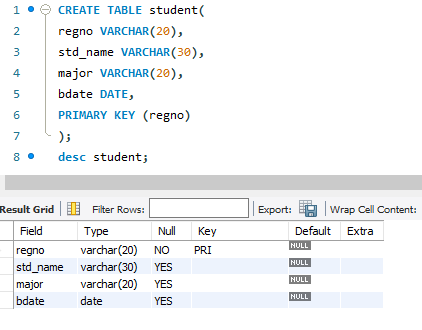 1 CREATE TABLE student(
2 regno VARCHAR(20),
3 std_name VARCHAR(30),
4 major VARCHAR(20),
5 bdate DATE,
6 PRIMARY KEY (regno)
7 );
8 desc student;
Result Grid Filter Rows: Export: Wrap Cell Content:
Field Type Null Key Default Extra
regno varchar(20) NO PRI NULL
std_name varchar(30) YES NULL
major varchar(20) YES NULL
bdate date YES NULL